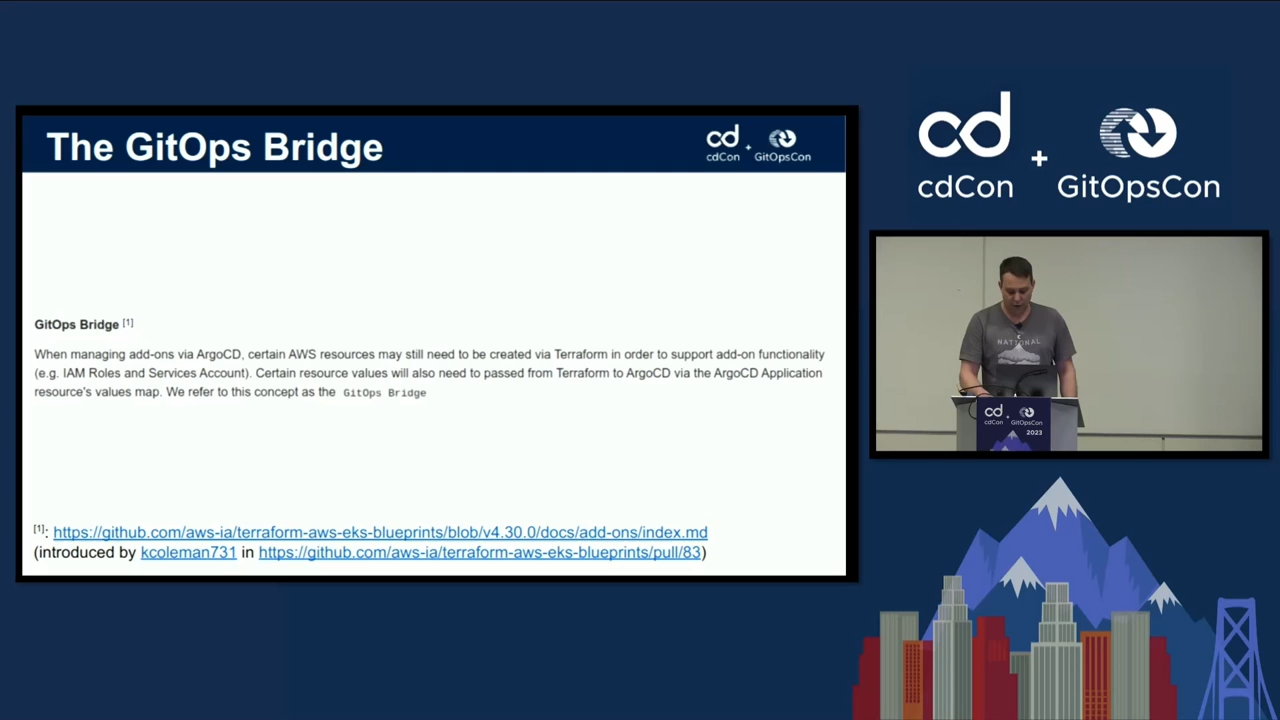 The GitOps Bridge
cd
cdCon
+
GitOpsCon
GitOps Bridge [1]
When managing add-ons via ArgoCD, certain AWS resources may still need to be created via Terraform in order to support add-on functionality
(e.g. IAM Roles and Services Account). Certain resource values will also need to passed from Terraform to ArgoCD via the ArgoCD Application
resource's values map. We refer to this concept as the GitOps Bridge
[1]: https://github.com/aws-ia/terraform-aws-eks-blueprints/blob/v4.30.0/docs/add-ons/index.md
(introduced by kcoleman731 in https://github.com/aws-ia/terraform-aws-eks-blueprints/pull/83)
cd
cdCon
+
GitOpsCon
NATIONAL
cd
cdCon
+
GitOpsCon
2023